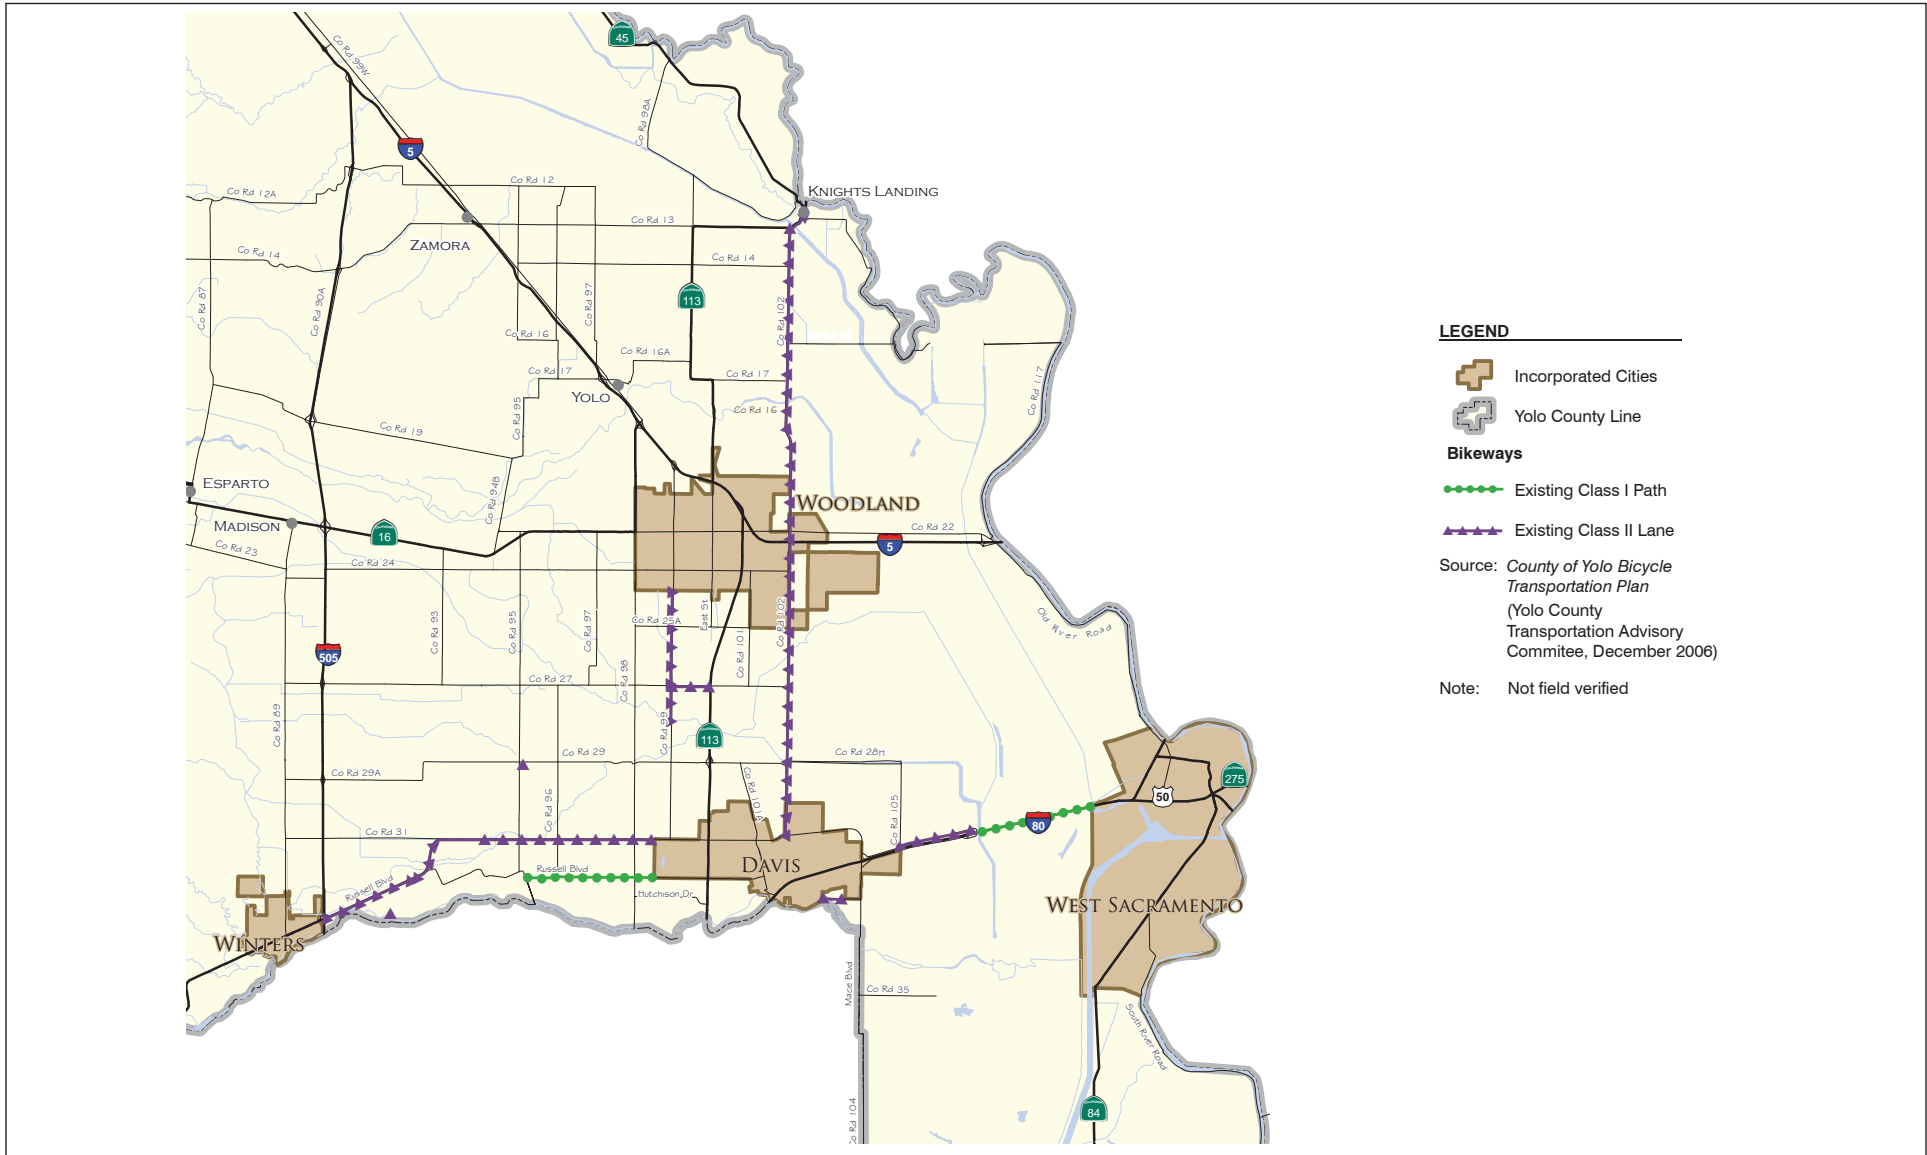 CALIFORNIA
45
Co Rd 99W
Co Rd 98A
5
Co Rd 12
Co Rd 12A
KNIGHTS LANDING
Co Rd 13
ZAMORA
Co Rd 14
Co Rd 14
Co Rd 87
Co Rd 90A
Co Rd 97
CALIFORNIA
113
Co Rd 102
Co Rd 16
Co Rd 16A
Co Rd 17
Co Rd 17
Co Rd 117
YOLO
Co Rd 16
Co Rd 95
Co Rd 19
ESPARTO
Co Rd 94B
WOODLAND
MADISON
CALIFORNIA
16
Co Rd 22
5
Co Rd 23
Co Rd 24
Co Rd 93
Co Rd 95
Co Rd 97
Co Rd 25A
East St
Co Rd 102
Co Rd 101
Old River Road
505
Co Rd 98
Co Rd 27
Co Rd 89
Co Rd 99
CALIFORNIA
113
Co Rd 29
Co Rd 28H
Co Rd 29A
Co Rd 101A
CALIFORNIA
275
50
Co Rd 96
Co Rd 105
80
Co Rd 31
DAVIS
Russell Blvd
Russell Blvd
Hutchison Dr
WEST SACRAMENTO
WINTERS
Mace Blvd
Co Rd 35
South River Road
Co Rd 104
CALIFORNIA
84
LEGEND
Incorporated Cities
Yolo County Line
Bikeways
Existing Class I Path
Existing Class II Lane
Source: County of Yolo Bicycle
Transportation Plan
(Yolo County
Transportation Advisory
Commitee, December 2006)
Note: Not field verified